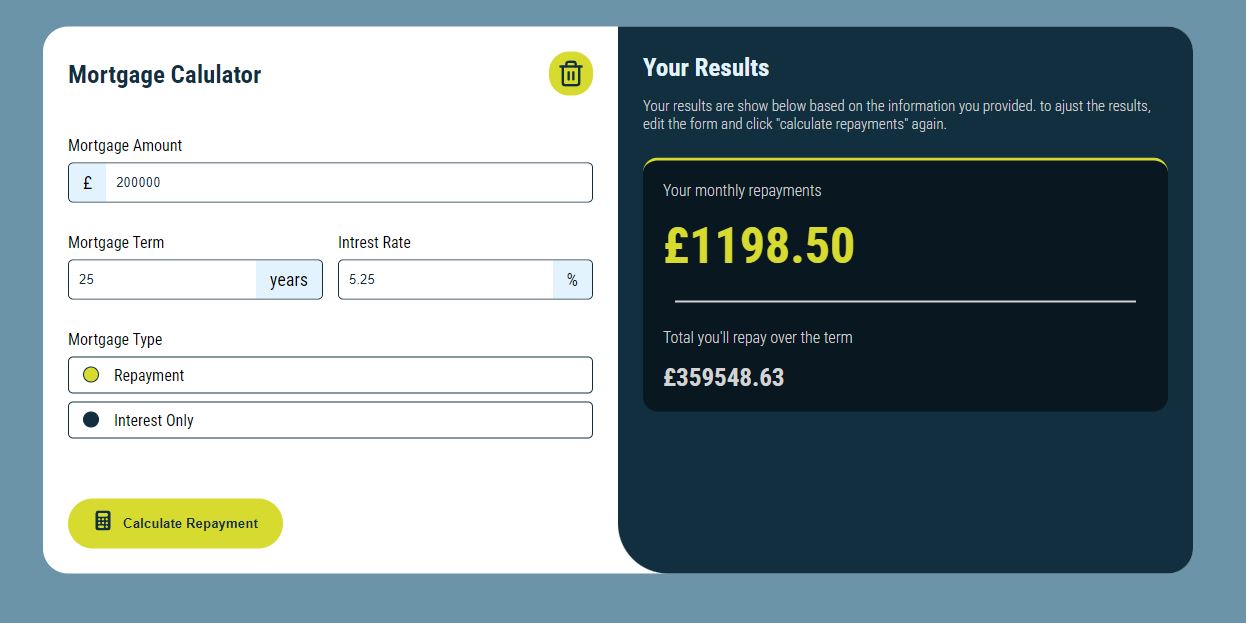 Mortgage Calulator
Mortgage Amount
£ 200000
Mortgage Term
25 years
Intrest Rate
5.25 %
Mortgage Type
Repayment
Interest Only
Calculate Repayment
Your Results
Your results are show below based on the information you provided. to ajust the results,
edit the form and click "calculate repayments" again.
Your monthly repayments
£1198.50
Total you'll repay over the term
£359548.63